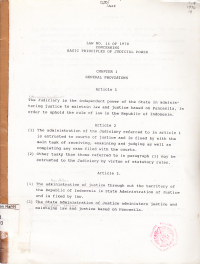 LAW NO. 14 OF 1970
CONCERNING
BASIC PRINCIPLES OF JUDICIAL POWER
CHAPTER I
GENERAL PROVISIONS
Article 1
The Judiciary is the independent power of the State in administering justice to maintain law and justice based on Pancasila, in order to uphold the rule of law in the Republic of Indonesia.
Article 2
(1) The administration of the Judiciary referred to in Article 1
is entrusted to courts of justice and is fixed by with the
main task of receiving, examining and judging as well as
completing any case filed with the courts.
(2) Other tasks than those referred to in paragraph (1) may be
entrusted to the Judiciary by virtue of statutory rules.
Article 3
(1) The administration of justice through out the territory of
the Republic of Indonesia is State Administration of Justice
and is fixed by law.
(2) The State administration of Justice administers justice and
maintains law and justice based on Pancasila.